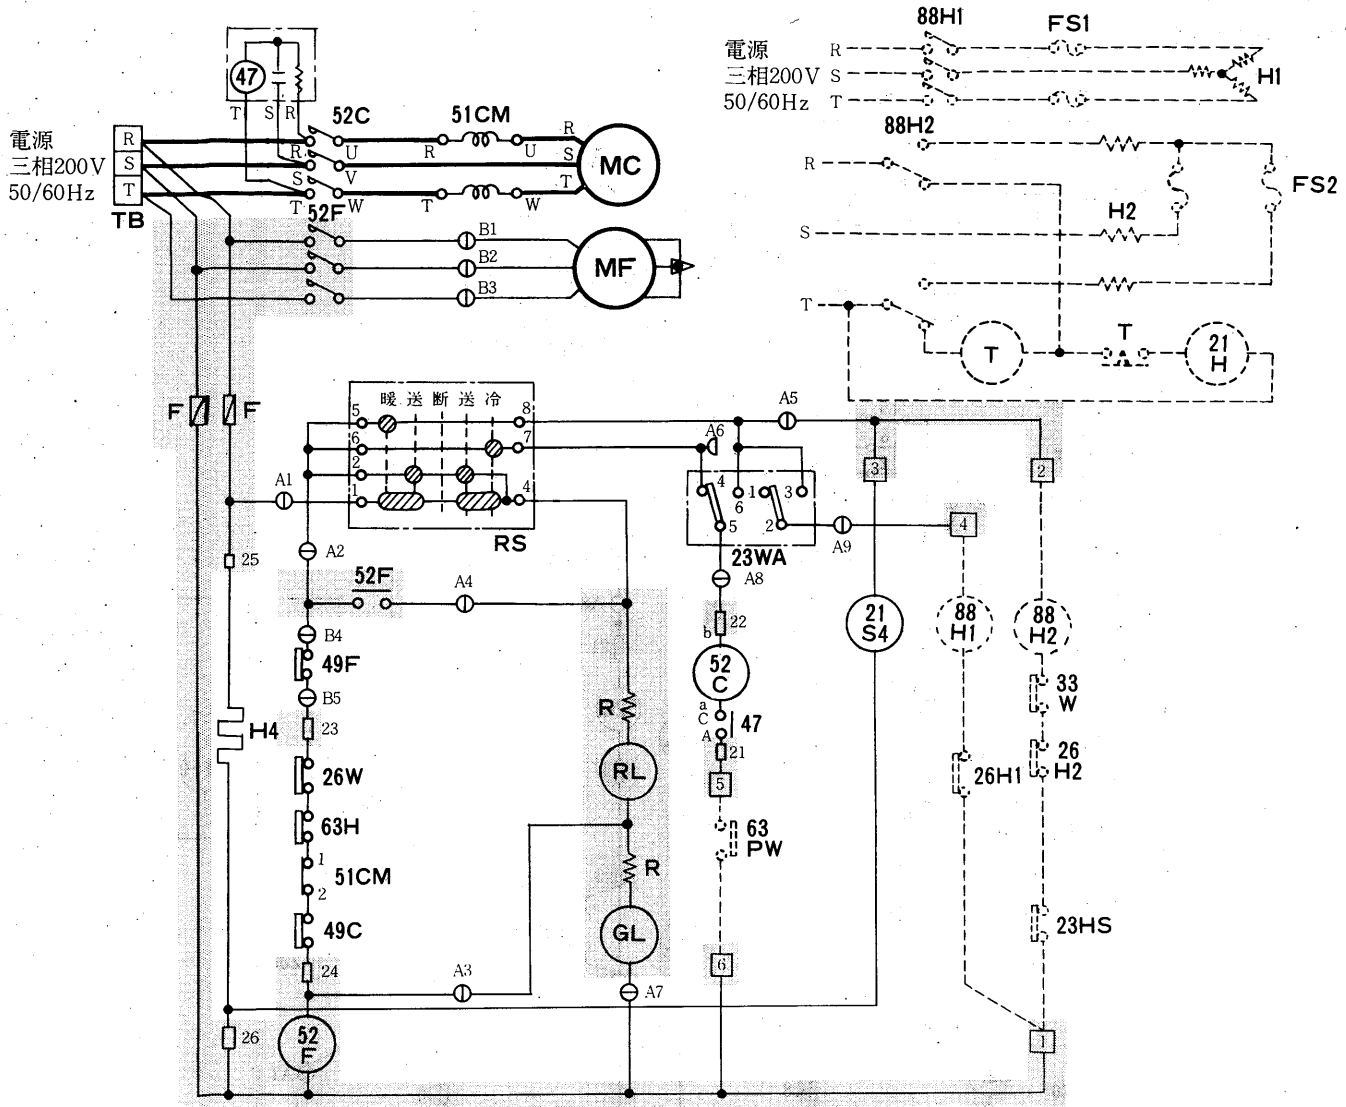 88H1
FS1
電源
三相200V
50/60Hz
R
S
T
H1
47
T S R
52C
51CM
電源
三相200V
50/60Hz
R
S
T
TB
R U R U R
S V S
T W T W T
MC
88H2
R
FS2
H2
S
T
T
T
21
H
52F
B1
B2
B3
MF
F F
暖 送 断 送 冷
5 8
6 7
2
1 4
RS
A1
A5
A6
4 6 1 3
5 2
23WA
A9
3
2
4
25
A2
52F
A4
A8
B4
49F
B5
23
26W
63H
1
51CM
2
49C
24
A3
52
F
H4
26
R
RL
R
GL
A7
22
b
52
C
a
C
A
47
21
5
63
PW
6
21
S4
88
H1
88
H2
33
W
26
H2
26H1
23HS
1